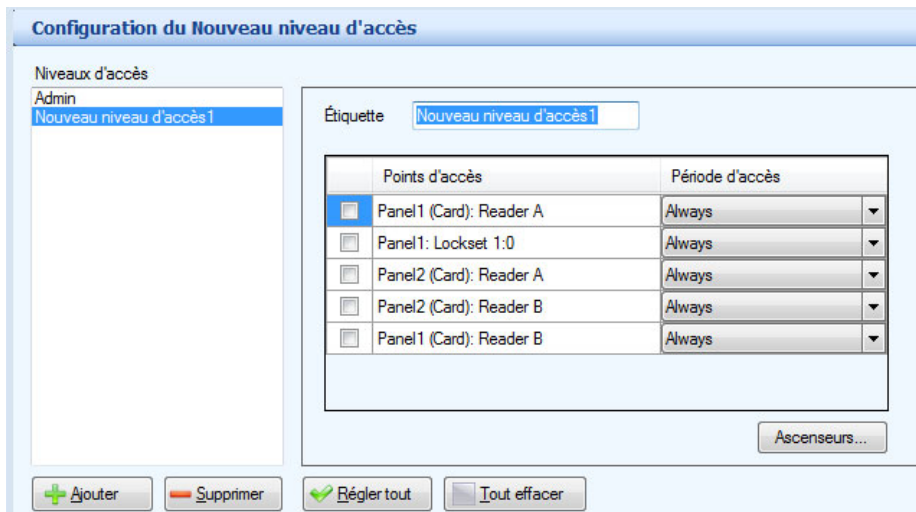 Configuration du Nouveau niveau d'accès
Niveaux d'accès
Admin
Nouveau niveau d'accès1
Étiquette Nouveau niveau d'accès1
Points d'accès Période d'accès
Panel1 (Card): Reader A Always
Panel1: Lockset 1:0 Always
Panel2 (Card): Reader A Always
Panel2 (Card): Reader B Always
Panel1 (Card): Reader B Always
Ascenseurs...
Ajouter Supprimer Régler tout Tout effacer